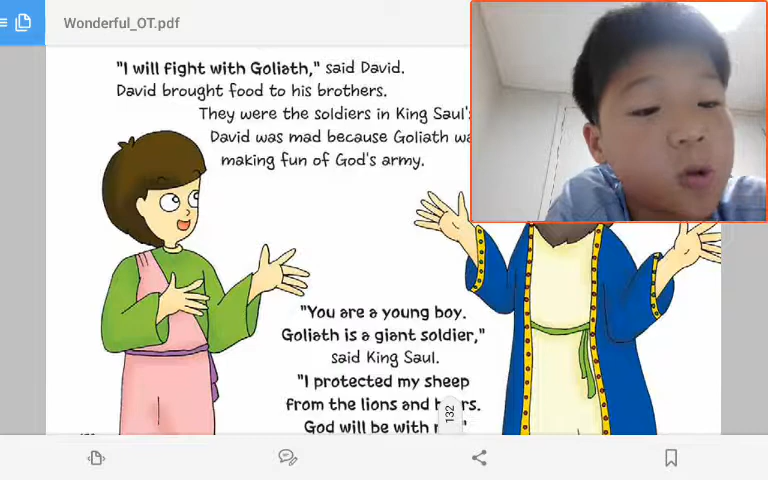 Wonderful_OT.pdf
"I will fight with Goliath," said David.
David brought food to his brothers.
They were the soldiers in King Saul's
David was mad because Goliath
making fun of God's army.
"You are a young boy.
Goliath is a giant soldier,"
said King Saul.
"I protected my sheep
from the lions and
God will be with
132